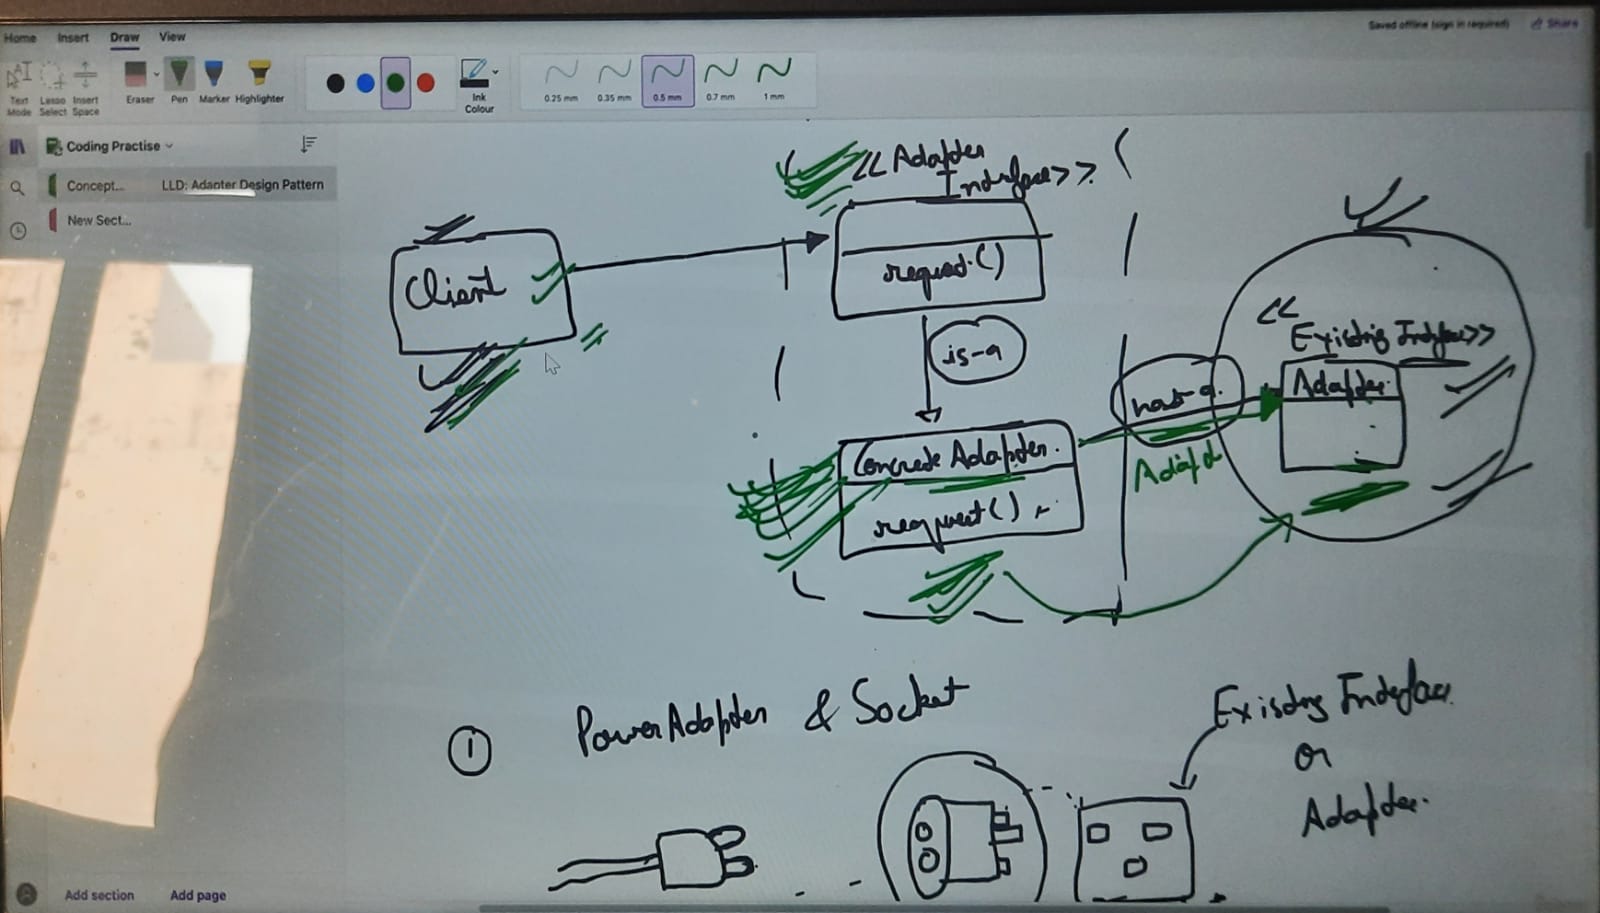 Saved offline (sign in required)
Share
Home Insert Draw View
Text Mode
Lasso Select
Insert Space
Eraser
Pen
Marker
Highlighter
Ink Colour
0.25 mm
0.35 mm
0.5 mm
0.7 mm
1 mm
Coding Practise
Concept... LLD: Adapter Design Pattern
New Sect...
<< Adapter
Interface >>
Client
request()
is-a
<<
Existing Interface>>
Adaptee
has-a
Concrete Adapter
request()
Adapt
1 Power Adapter & Socket
Existing Interface
or
Adaptee
Add section Add page